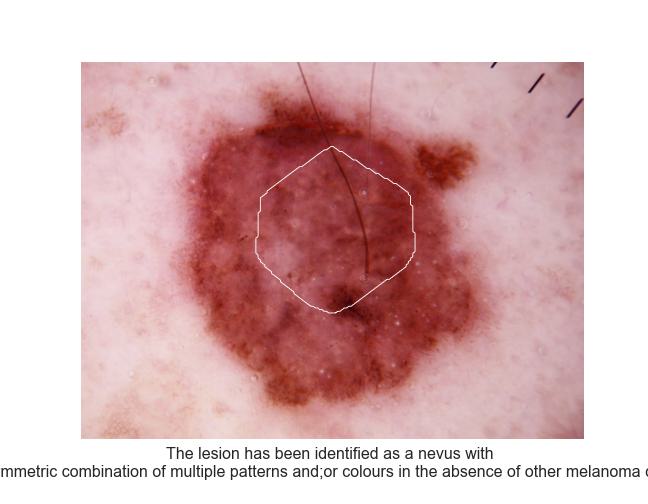 The lesion has been identified as a nevus with
mmetric combination of multiple patterns and;or colours in the absence of other melanoma